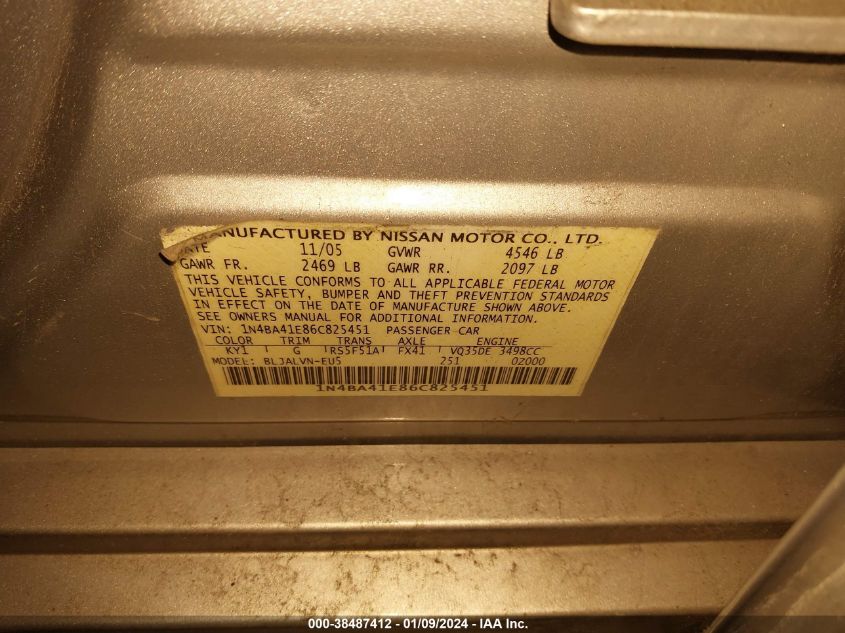 MANUFACTURED BY NISSAN MOTOR CO., LTD.
DATE 11/05 GVWR 4546 LB
GAWR FR. 2469 LB GAWR RR. 2097 LB
THIS VEHICLE CONFORMS TO ALL APPLICABLE FEDERAL MOTOR
VEHICLE SAFETY, BUMPER AND THEFT PREVENTION STANDARDS
IN EFFECT ON THE DATE OF MANUFACTURE SHOWN ABOVE.
SEE OWNERS MANUAL FOR ADDITIONAL INFORMATION.
VIN: 1N4BA41E86C825451 PASSENGER CAR
COLOR TRIM TRANS AXLE ENGINE
KY1 G RS5F51A FX41 VQ35DE 3498CC
MODEL: BLJALVN-EU5 251 02000
1N4BA41E86C825451
000-38487412 - 01/09/2024 - IAA Inc.